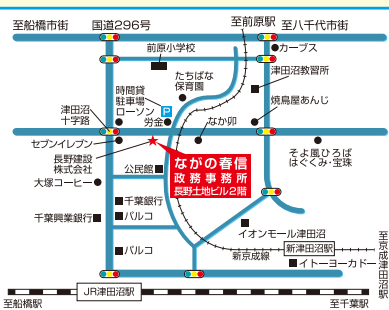 至船橋市街
国道296号
至前原駅
至八千代市街
カーブス
前原小学校
津田沼教習所
たちばな
保育園
時間貸
駐車場
P
ローソン
焼鳥屋あんじ
津田沼
十字路
労金
なか卯
セブンイレブン
そよ風ひろば
はぐくみ・宝珠
長野建設
株式会社
ながの春信
政務事務所
長野土地ビル2階
公民館
大塚コーヒー
千葉銀行
パルコ
千葉興業銀行
イオンモール津田沼
パルコ
新京成線
新津田沼駅
イトーヨーカドー
至京成津田沼駅
JR津田沼駅
至船橋駅
至千葉駅